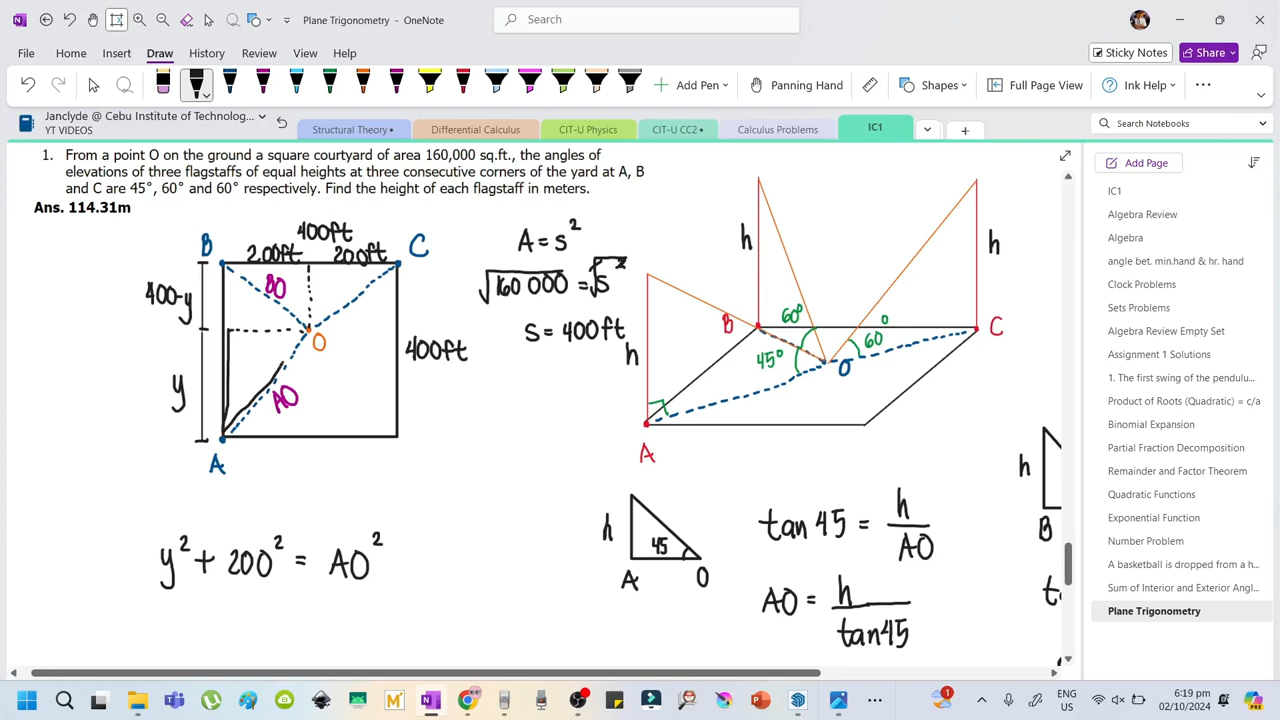 Plane Trigonometry - OneNote
Search
File Home Insert Draw History Review View Help
Sticky Notes
Share
Add Pen
Panning Hand
Shapes
Full Page View
Ink Help
Janclyde @ Cebu Institute of Technolog...
YT VIDEOS
Structural Theory
Differential Calculus
CIT-U Physics
CIT-U CC2
Calculus Problems
IC1
Search Notebooks
1. From a point O on the ground a square courtyard of area 160,000 sq.ft., the angles of
elevations of three flagstaffs of equal heights at three consecutive corners of the yard at A, B
and C are 45°, 60° and 60° respectively. Find the height of each flagstaff in meters.
Ans. 114.31m
400ft
B 200ft 200ft C
400-y
BO
O
400ft
y
AO
A
A = s²
√160 000 = √s²
s = 400ft
h
h
h
B
60°
C
45°
60°
O
A
y² + 200² = AO²
h
45
A O
tan 45 = h/AO
AO = h/tan45
h
B
Add Page
IC1
Algebra Review
Algebra
angle bet. min.hand & hr. hand
Clock Problems
Sets Problems
Algebra Review Empty Set
Assignment 1 Solutions
1. The first swing of the pendulu...
Product of Roots (Quadratic) = c/a
Binomial Expansion
Partial Fraction Decomposition
Remainder and Factor Theorem
Quadratic Functions
Exponential Function
Number Problem
A basketball is dropped from a h...
Sum of Interior and Exterior Angl...
Plane Trigonometry
1
ENG
US
6:19 pm
02/10/2024